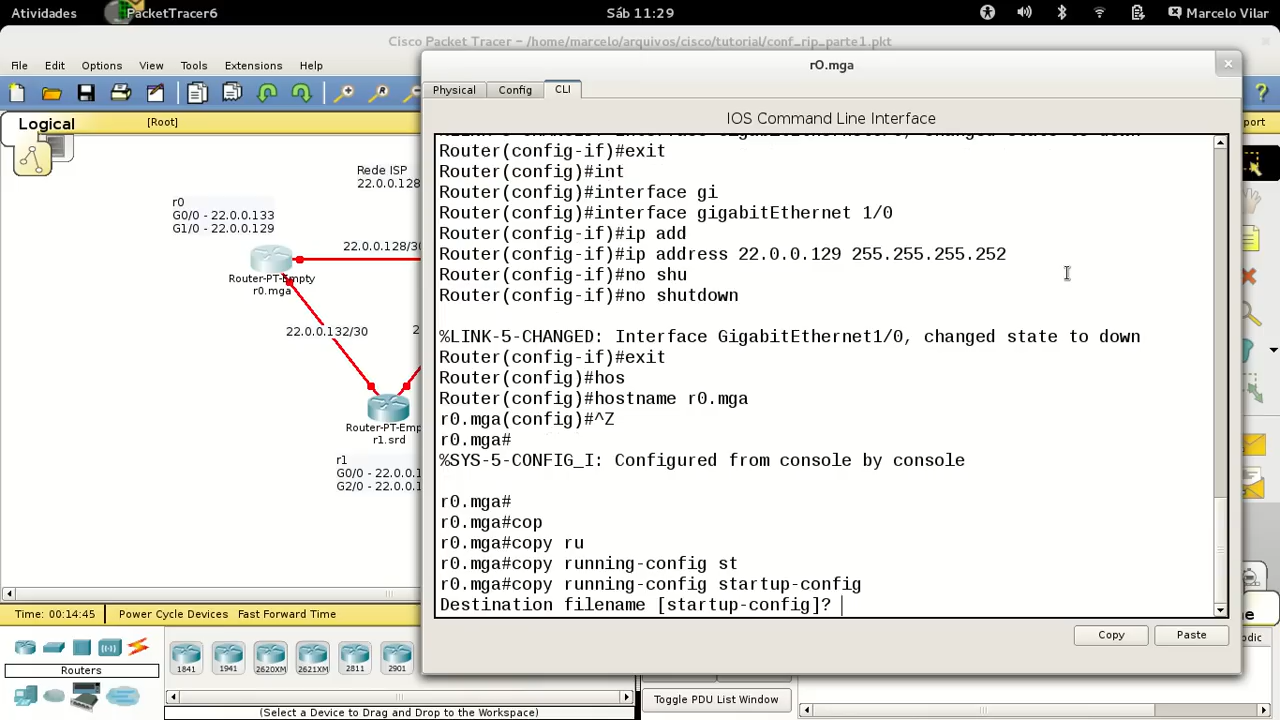 Atividades
PacketTracer6
Sáb 11:29
Marcelo Vilar
Cisco Packet Tracer – /home/marcelo/arquivos/cisco/tutorial/conf_rip_parte1.pkt
File Edit Options View Tools Extensions Help
Logical
[Root]
port
Rede ISP
22.0.0.128
r0
G0/0 - 22.0.0.133
G1/0 - 22.0.0.129
22.0.0.128/30
Router-PT-Empty
r0.mga
22.0.0.132/30
Router-PT-Emp
r1.srd
r1
G0/0 - 22.0.0.1
G2/0 - 22.0.0.1
r0.mga
Physical Config CLI
IOS Command Line Interface
Router(config-if)#exit
Router(config)#int
Router(config)#interface gi
Router(config)#interface gigabitEthernet 1/0
Router(config-if)#ip add
Router(config-if)#ip address 22.0.0.129 255.255.255.252
Router(config-if)#no shu
Router(config-if)#no shutdown
%LINK-5-CHANGED: Interface GigabitEthernet1/0, changed state to down
Router(config-if)#exit
Router(config)#hos
Router(config)#hostname r0.mga
r0.mga(config)#^Z
r0.mga#
%SYS-5-CONFIG_I: Configured from console by console
r0.mga#
r0.mga#cop
r0.mga#copy ru
r0.mga#copy running-config st
r0.mga#copy running-config startup-config
Destination filename [startup-config]?
Copy
Paste
Time: 00:14:45
Power Cycle Devices Fast Forward Time
Routers
1841 1941 2620XM 2621XM 2811 2901
(Select a Device to Drag and Drop to the Workspace)
Toggle PDU List Window